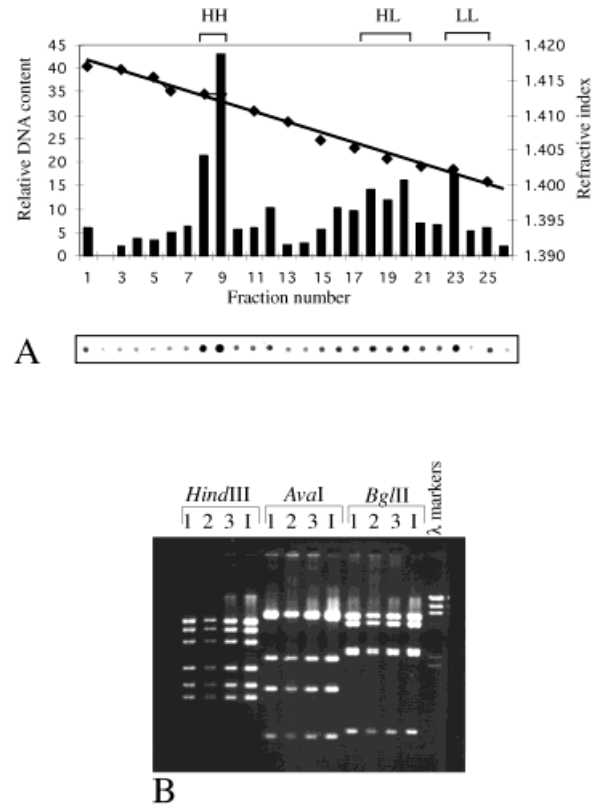 HH HL LL
45 1.420
40 1.415
35
30 1.410
25
20 1.405
15 1.400
10
5 1.395
0 1.390
1 3 5 7 9 11 13 15 17 19 21 23 25
Relative DNA content
Refractive index
Fraction number
A
HindIII AvaI BglII
1 2 3 I 1 2 3 I 1 2 3 I
λ markers
B